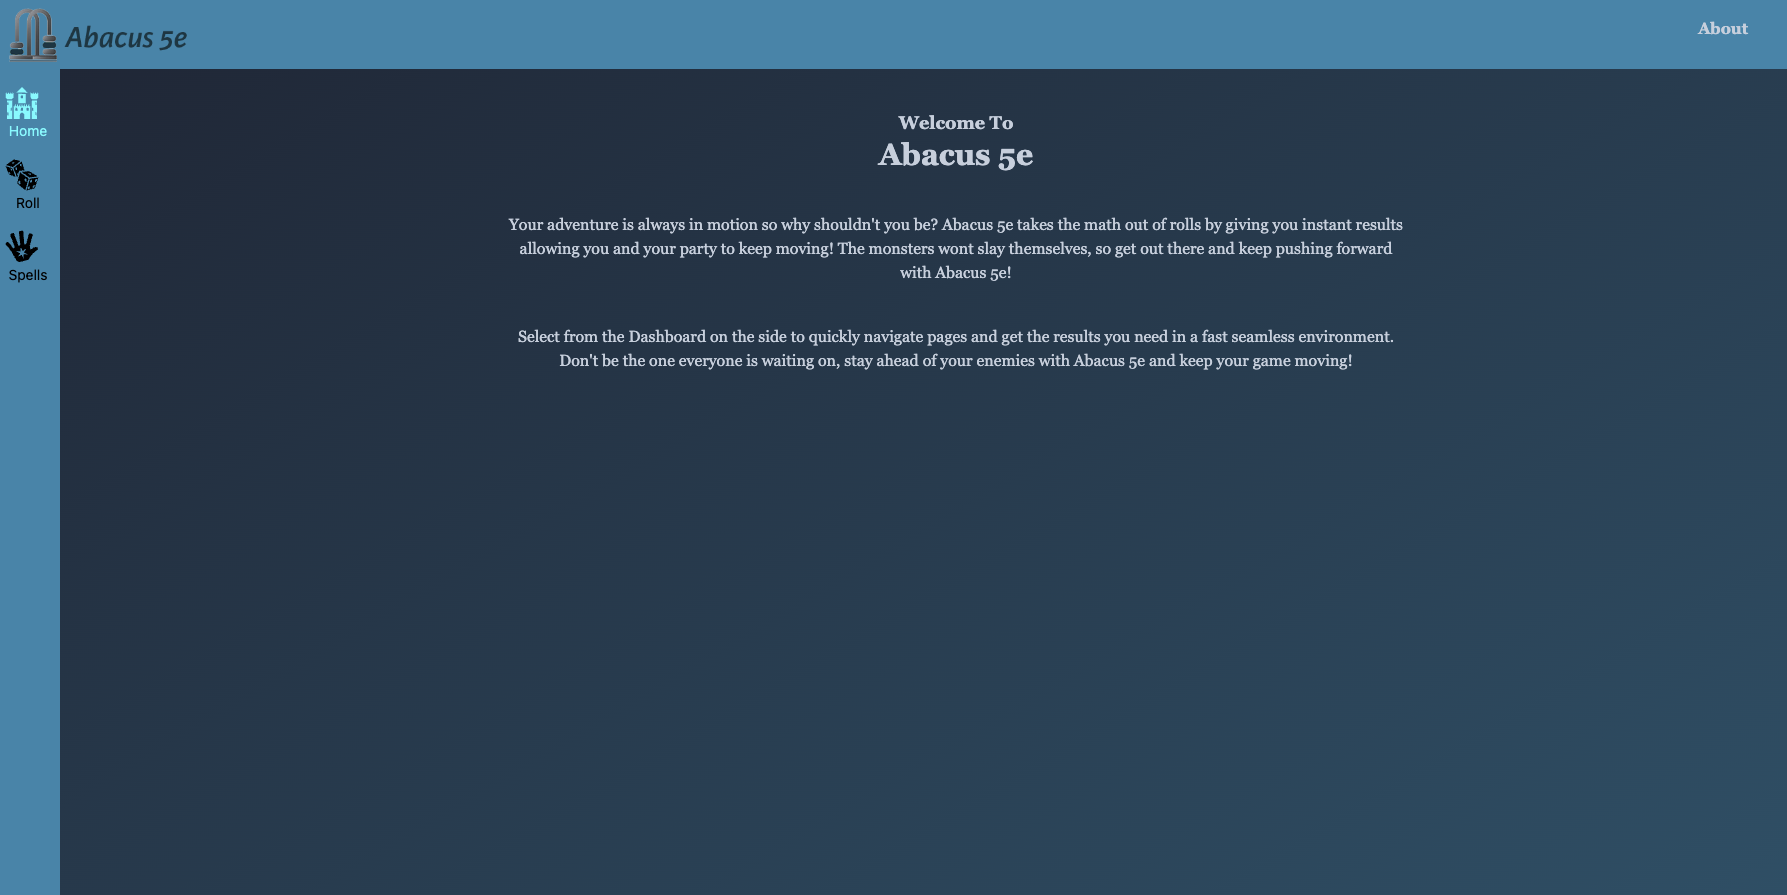 Abacus 5e
About
Home
Roll
Spells
Welcome To
Abacus 5e
Your adventure is always in motion so why shouldn't you be? Abacus 5e takes the math out of rolls by giving you instant results
allowing you and your party to keep moving! The monsters wont slay themselves, so get out there and keep pushing forward
with Abacus 5e!
Select from the Dashboard on the side to quickly navigate pages and get the results you need in a fast seamless environment.
Don't be the one everyone is waiting on, stay ahead of your enemies with Abacus 5e and keep your game moving!